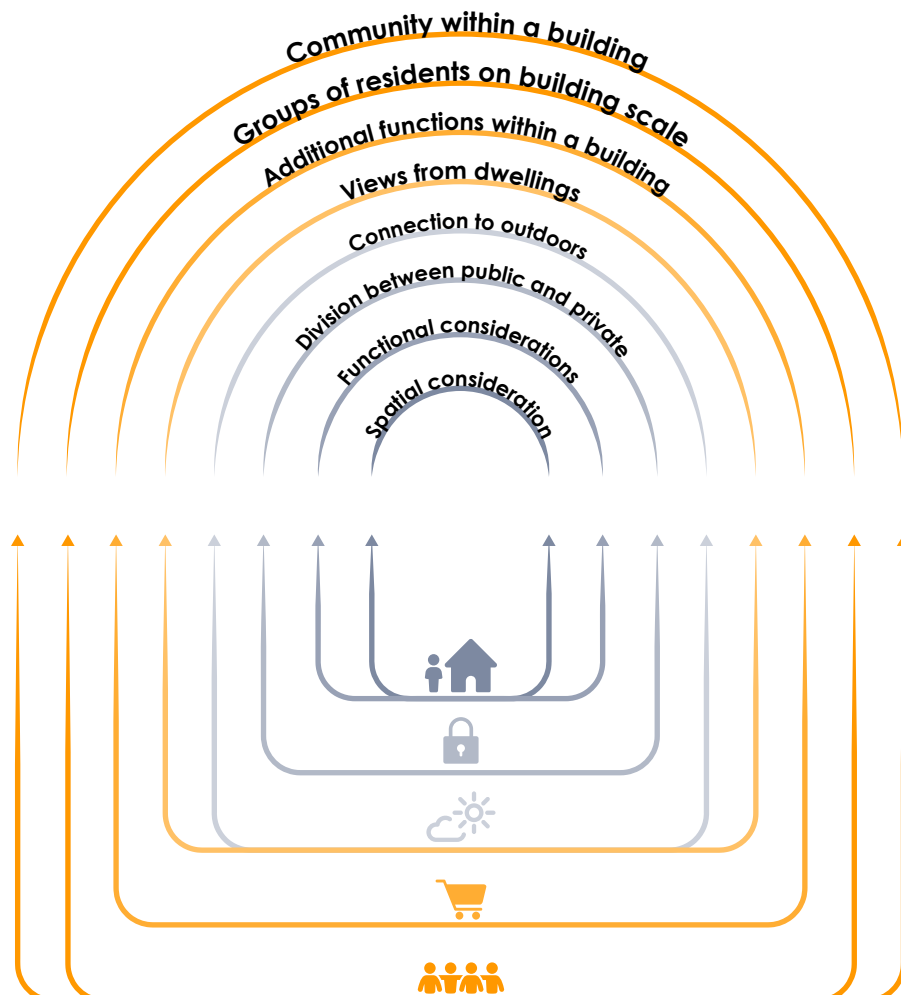 Community within a building
Groups of residents on building scale
Additional functions within a building
Views from dwellings
Connection to outdoors
Division between public and private
Functional considerations
Spatial consideration